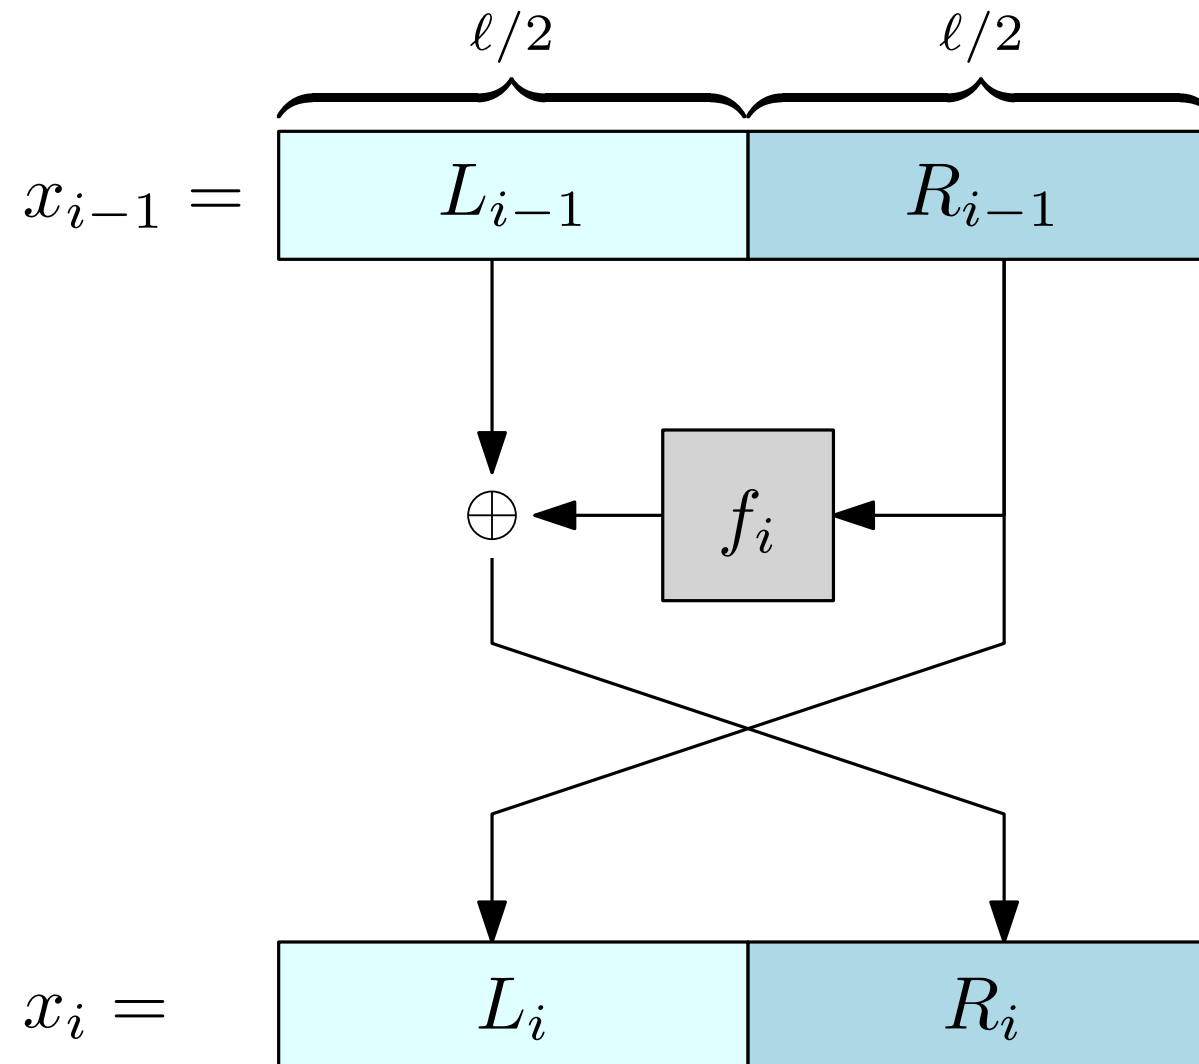 ℓ/2 ℓ/2
x_{i−1} = L_{i−1} R_{i−1}
⊕ f_i
x_i = L_i R_i